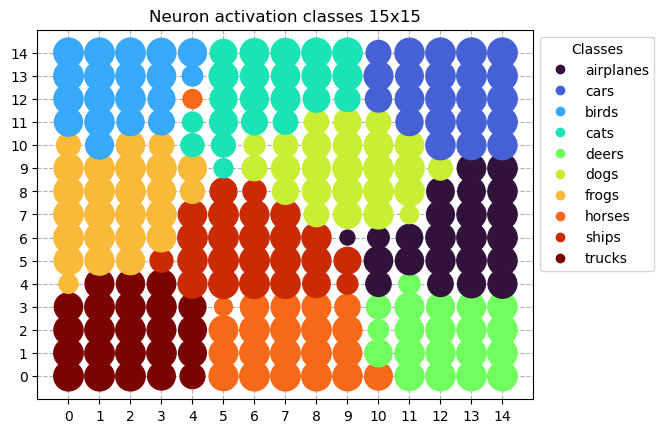 Neuron activation classes 15x15
14
13
12
11
10
9
8
7
6
5
4
3
2
1
0
0 1 2 3 4 5 6 7 8 9 10 11 12 13 14
Classes
airplanes
cars
birds
cats
deers
dogs
frogs
horses
ships
trucks